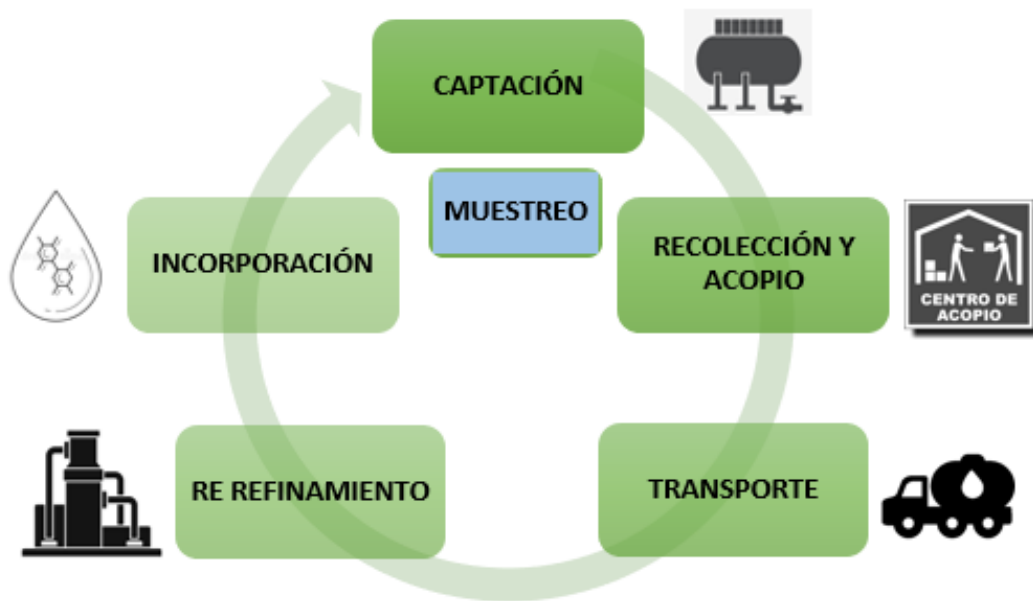 CAPTACIÓN
MUESTREO
RECOLECCIÓN Y
ACOPIO
CENTRO DE
ACOPIO
TRANSPORTE
RE REFINAMIENTO
INCORPORACIÓN